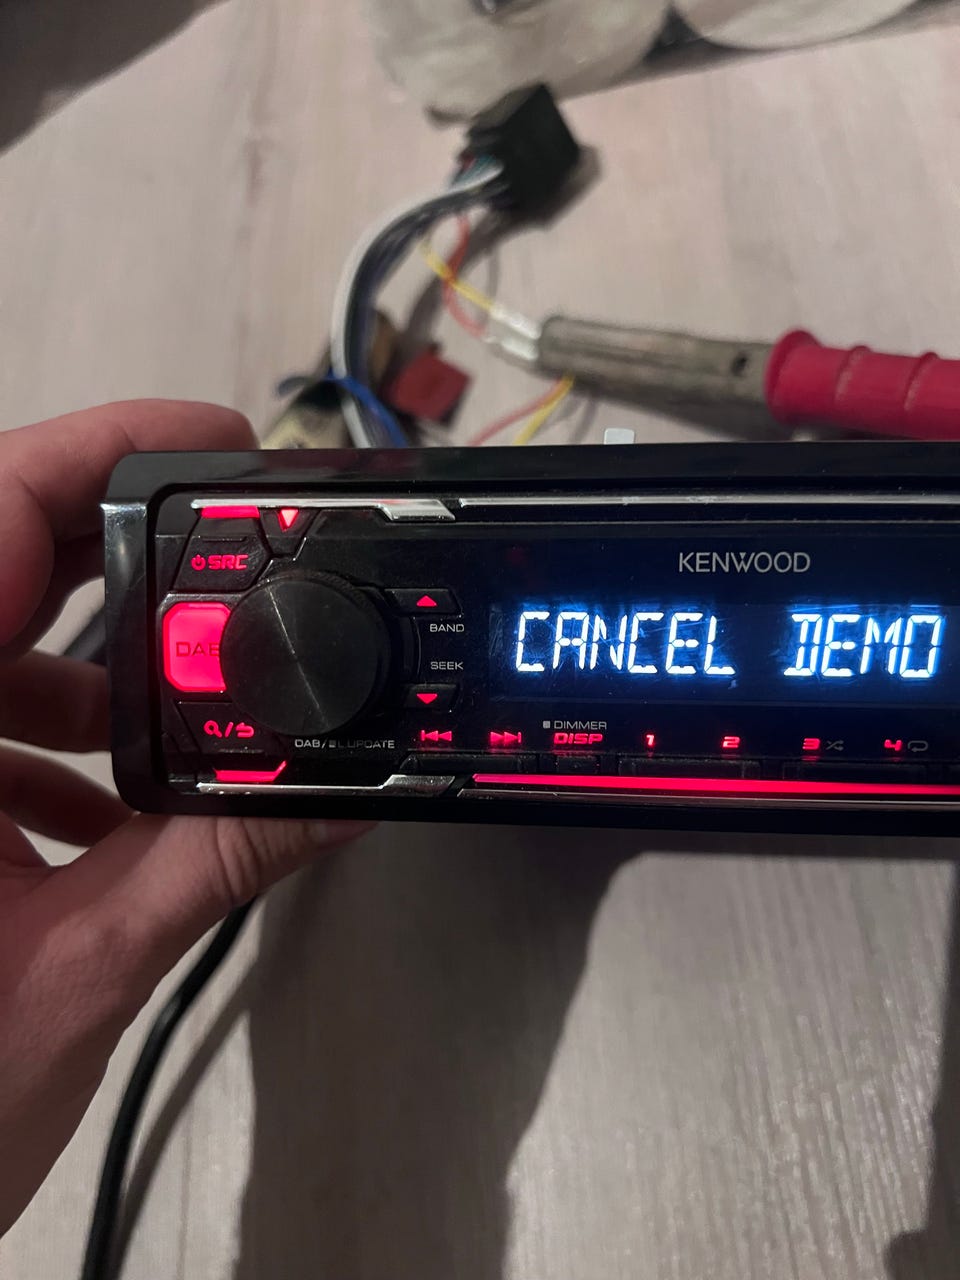 KENWOOD
SRC
DAB
BAND
CANCEL DEMO
SEEK
DAB/ UPDATE
DIMMER
DISP
1 2 3 4